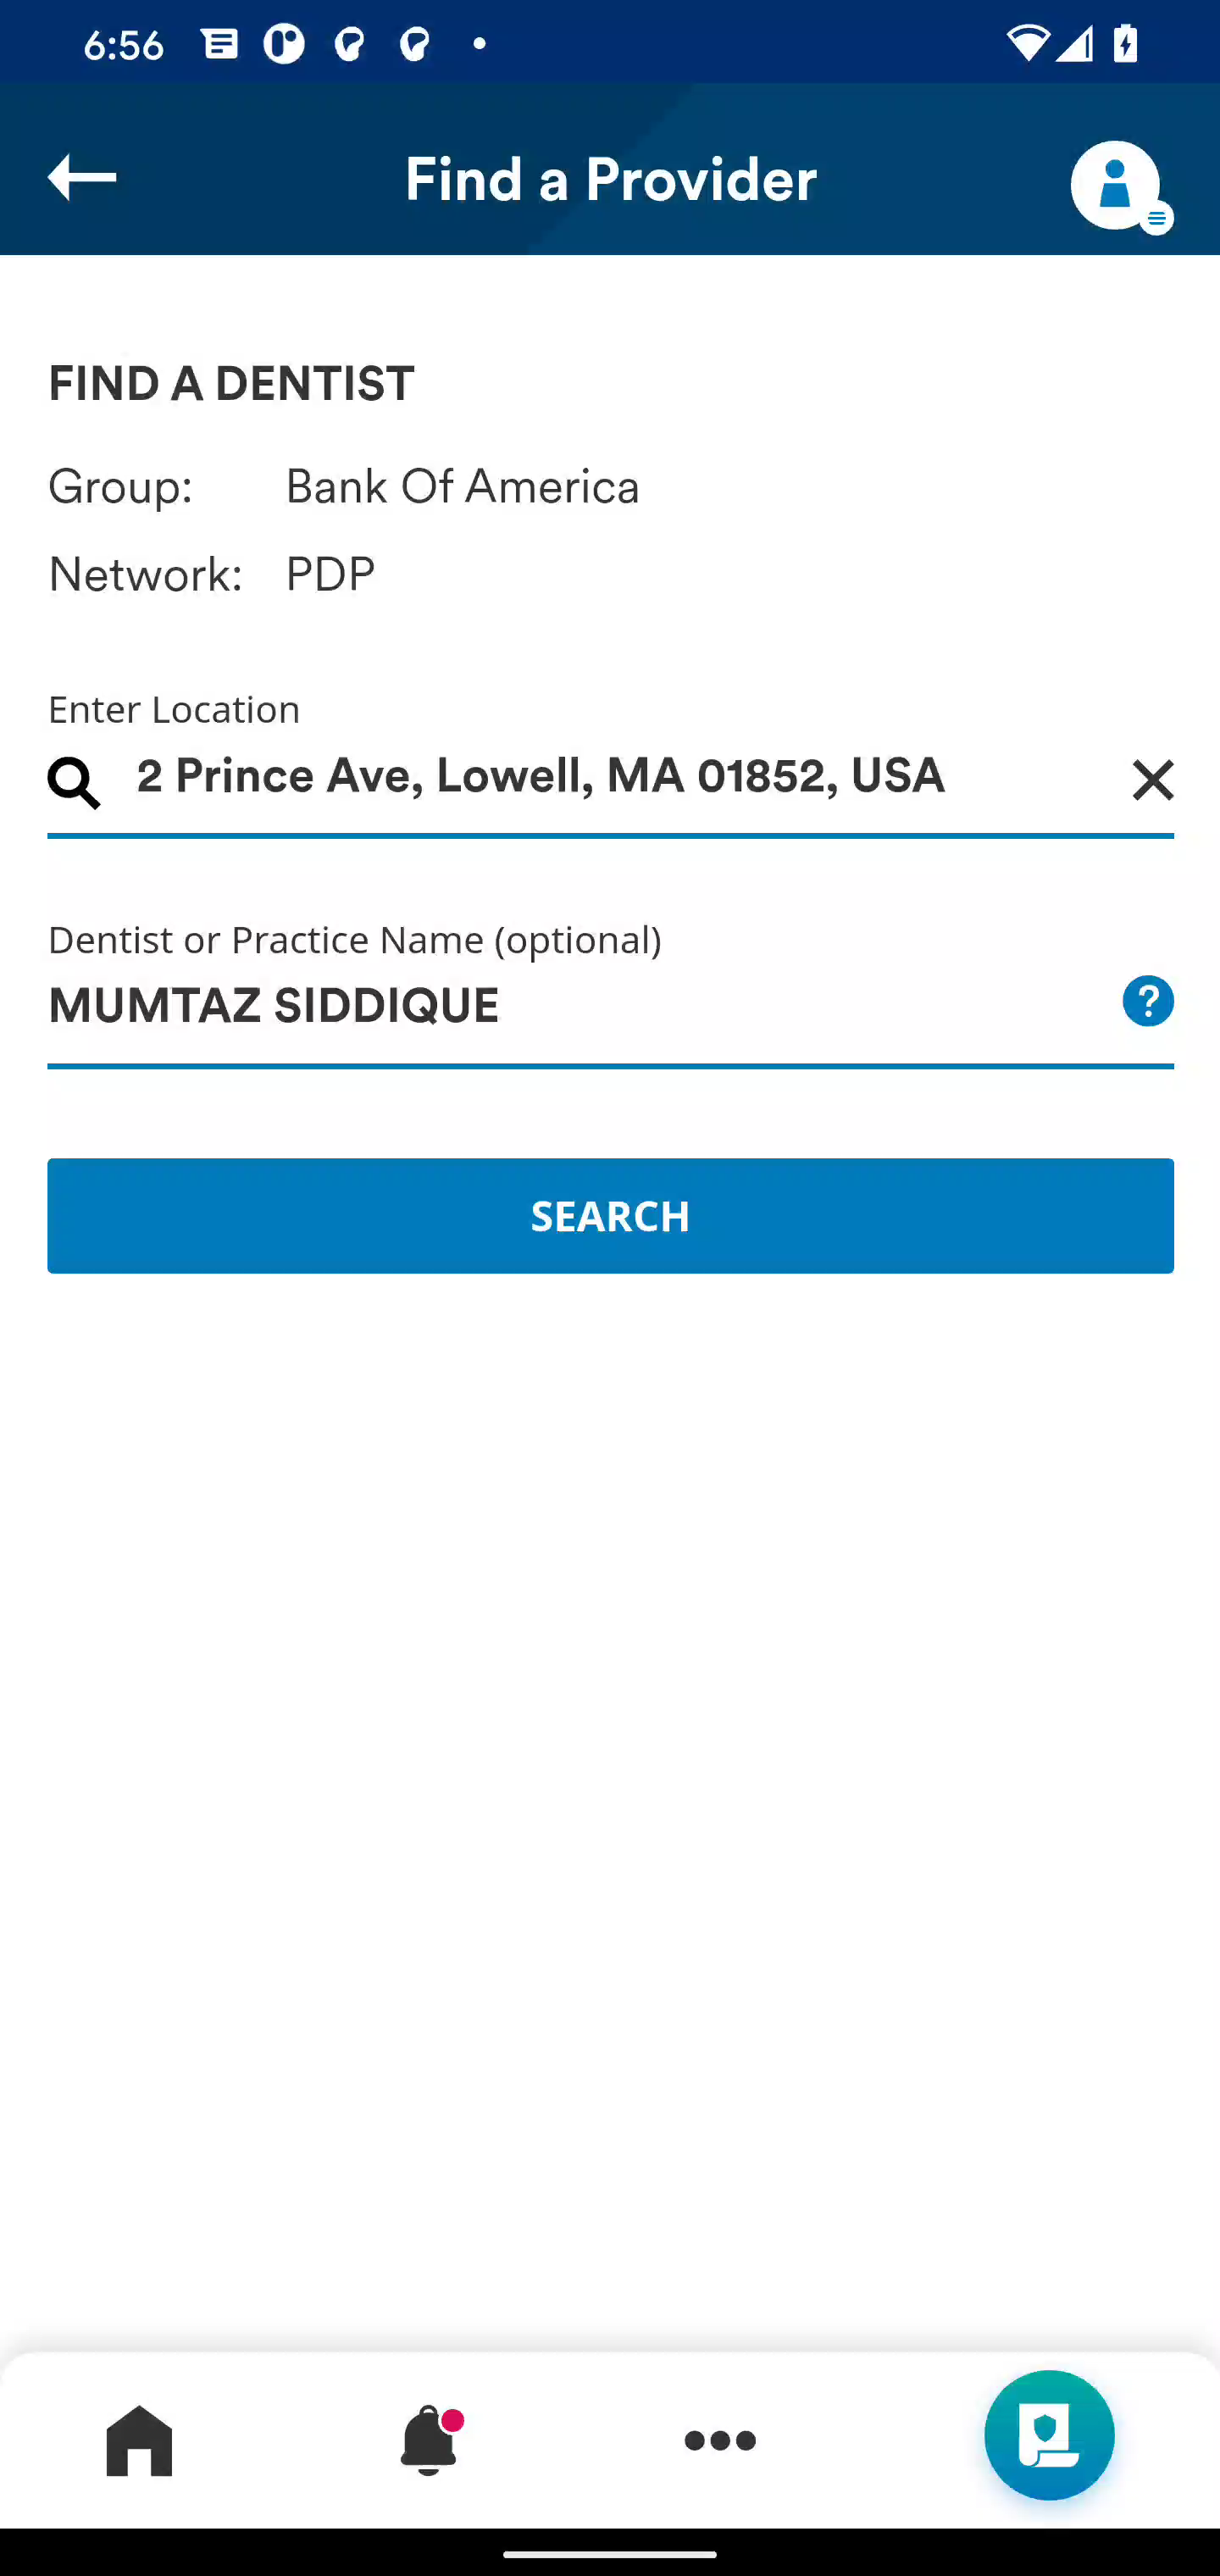 6:56
Find a Provider
FIND A DENTIST
Group: Bank Of America
Network: PDP
Enter Location
2 Prince Ave, Lowell, MA 01852, USA
Dentist or Practice Name (optional)
MUMTAZ SIDDIQUE
?
SEARCH